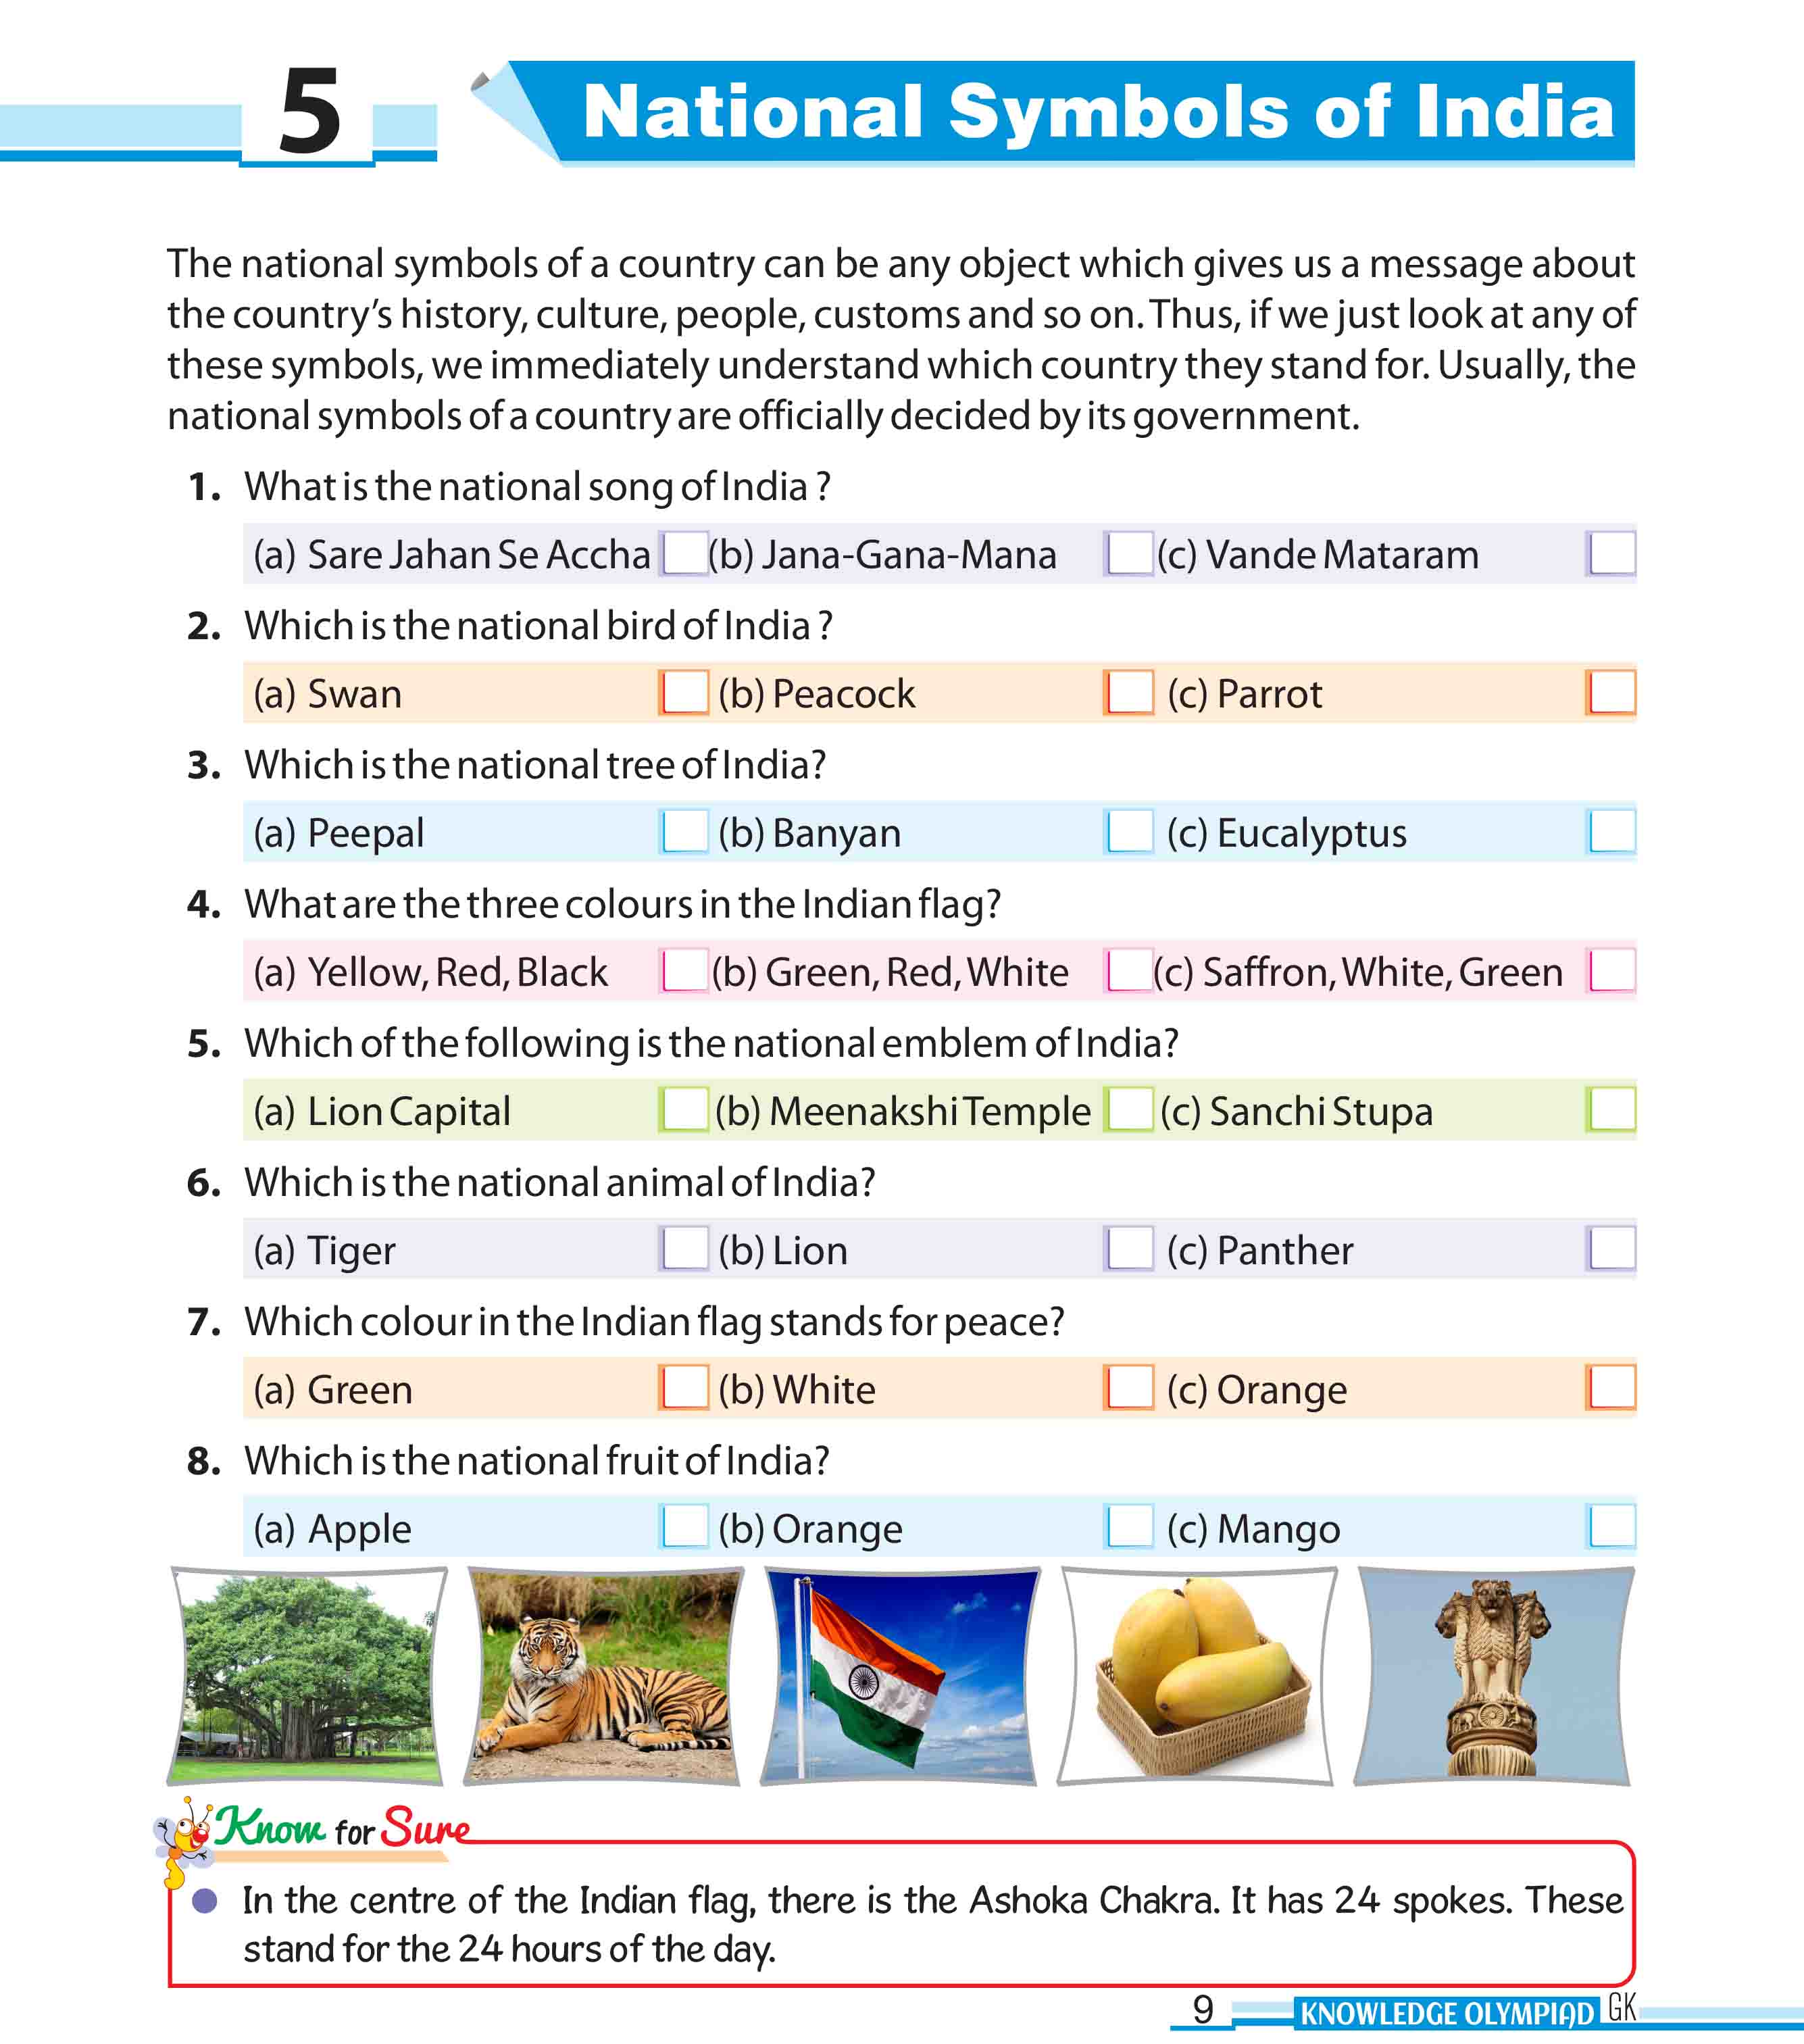 5
National Symbols of India
The national symbols of a country can be any object which gives us a message about
the country's history, culture, people, customs and so on. Thus, if we just look at any of
these symbols, we immediately understand which country they stand for. Usually, the
national symbols of a country are officially decided by its government.
1. What is the national song of India ?
(a) Sare Jahan Se Accha (b) Jana-Gana-Mana (c) Vande Mataram
2. Which is the national bird of India ?
(a) Swan (b) Peacock (c) Parrot
3. Which is the national tree of India?
(a) Peepal (b) Banyan (c) Eucalyptus
4. What are the three colours in the Indian flag?
(a) Yellow, Red, Black (b) Green, Red, White (c) Saffron, White, Green
5. Which of the following is the national emblem of India?
(a) Lion Capital (b) Meenakshi Temple (c) Sanchi Stupa
6. Which is the national animal of India?
(a) Tiger (b) Lion (c) Panther
7. Which colour in the Indian flag stands for peace?
(a) Green (b) White (c) Orange
8. Which is the national fruit of India?
(a) Apple (b) Orange (c) Mango
Know for Sure
● In the centre of the Indian flag, there is the Ashoka Chakra. It has 24 spokes. These
stand for the 24 hours of the day.
9 KNOWLEDGE OLYMPIAD GK